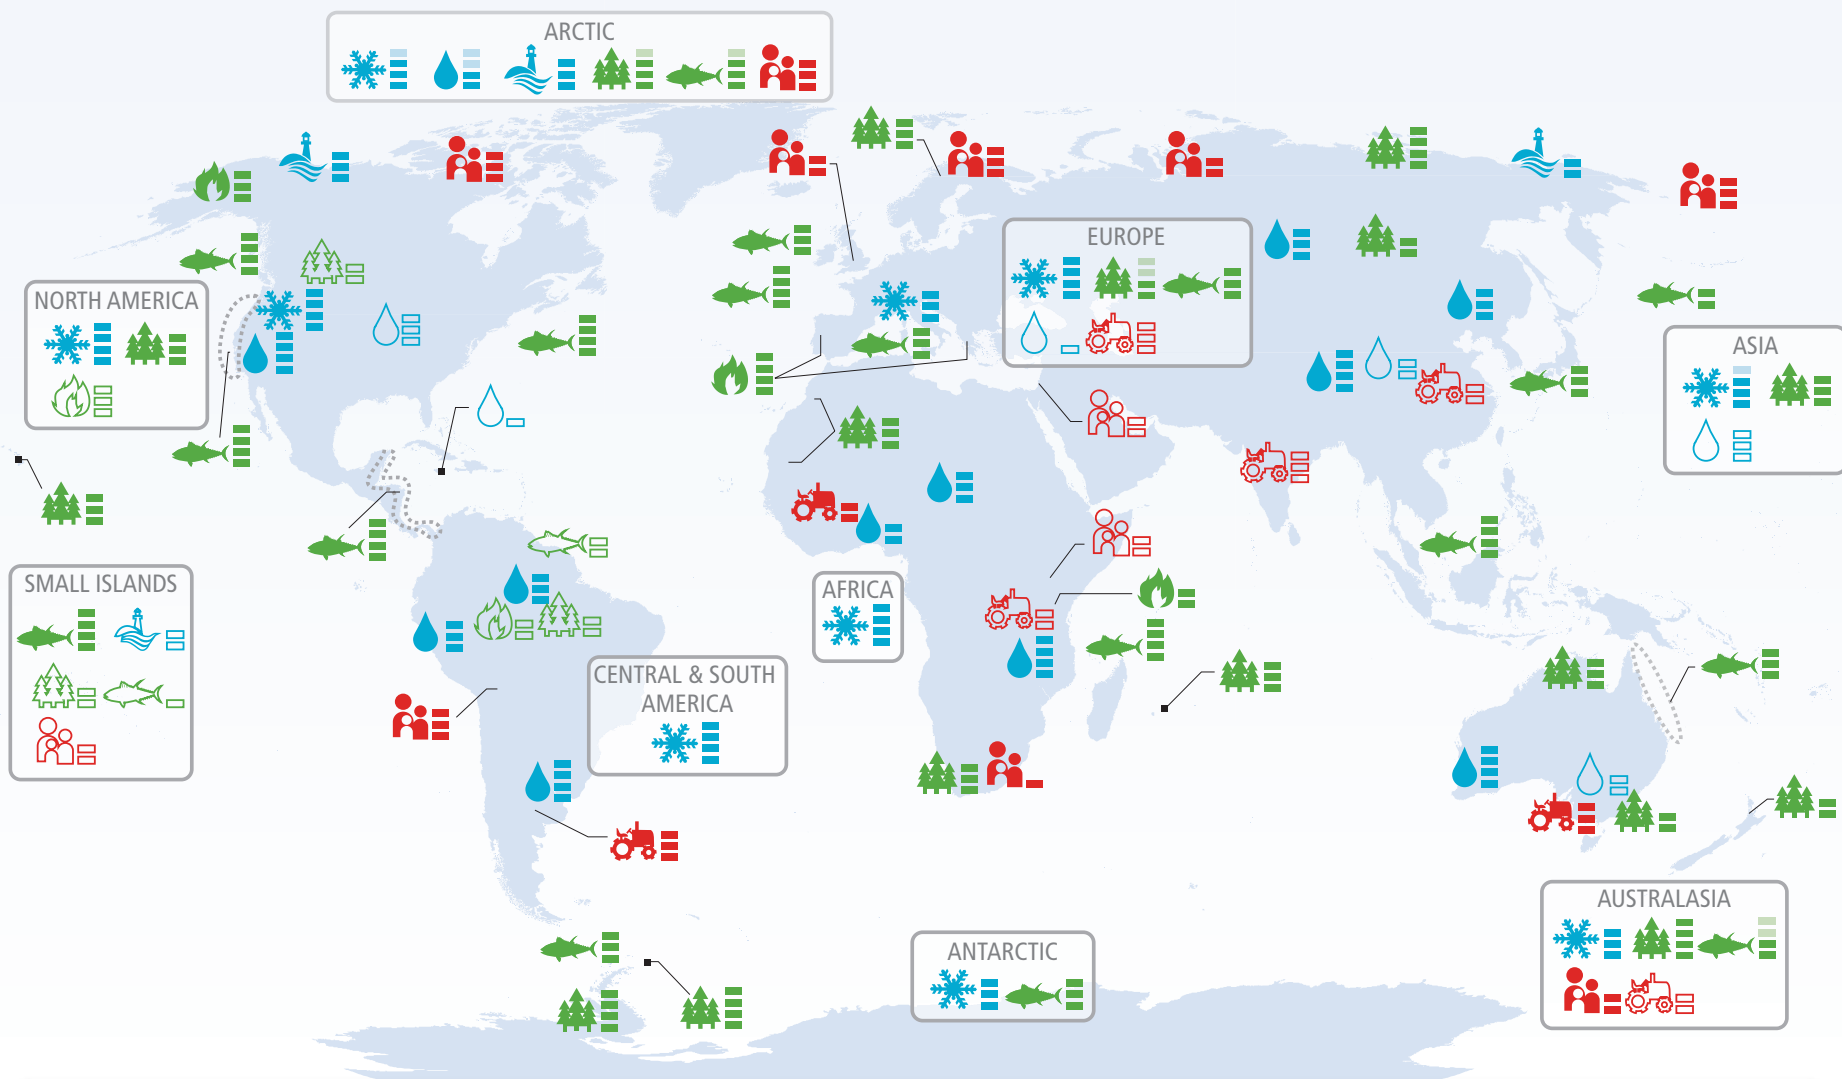 ARCTIC
EUROPE
NORTH AMERICA
ASIA
SMALL ISLANDS
AFRICA
CENTRAL & SOUTH
AMERICA
AUSTRALASIA
ANTARCTIC